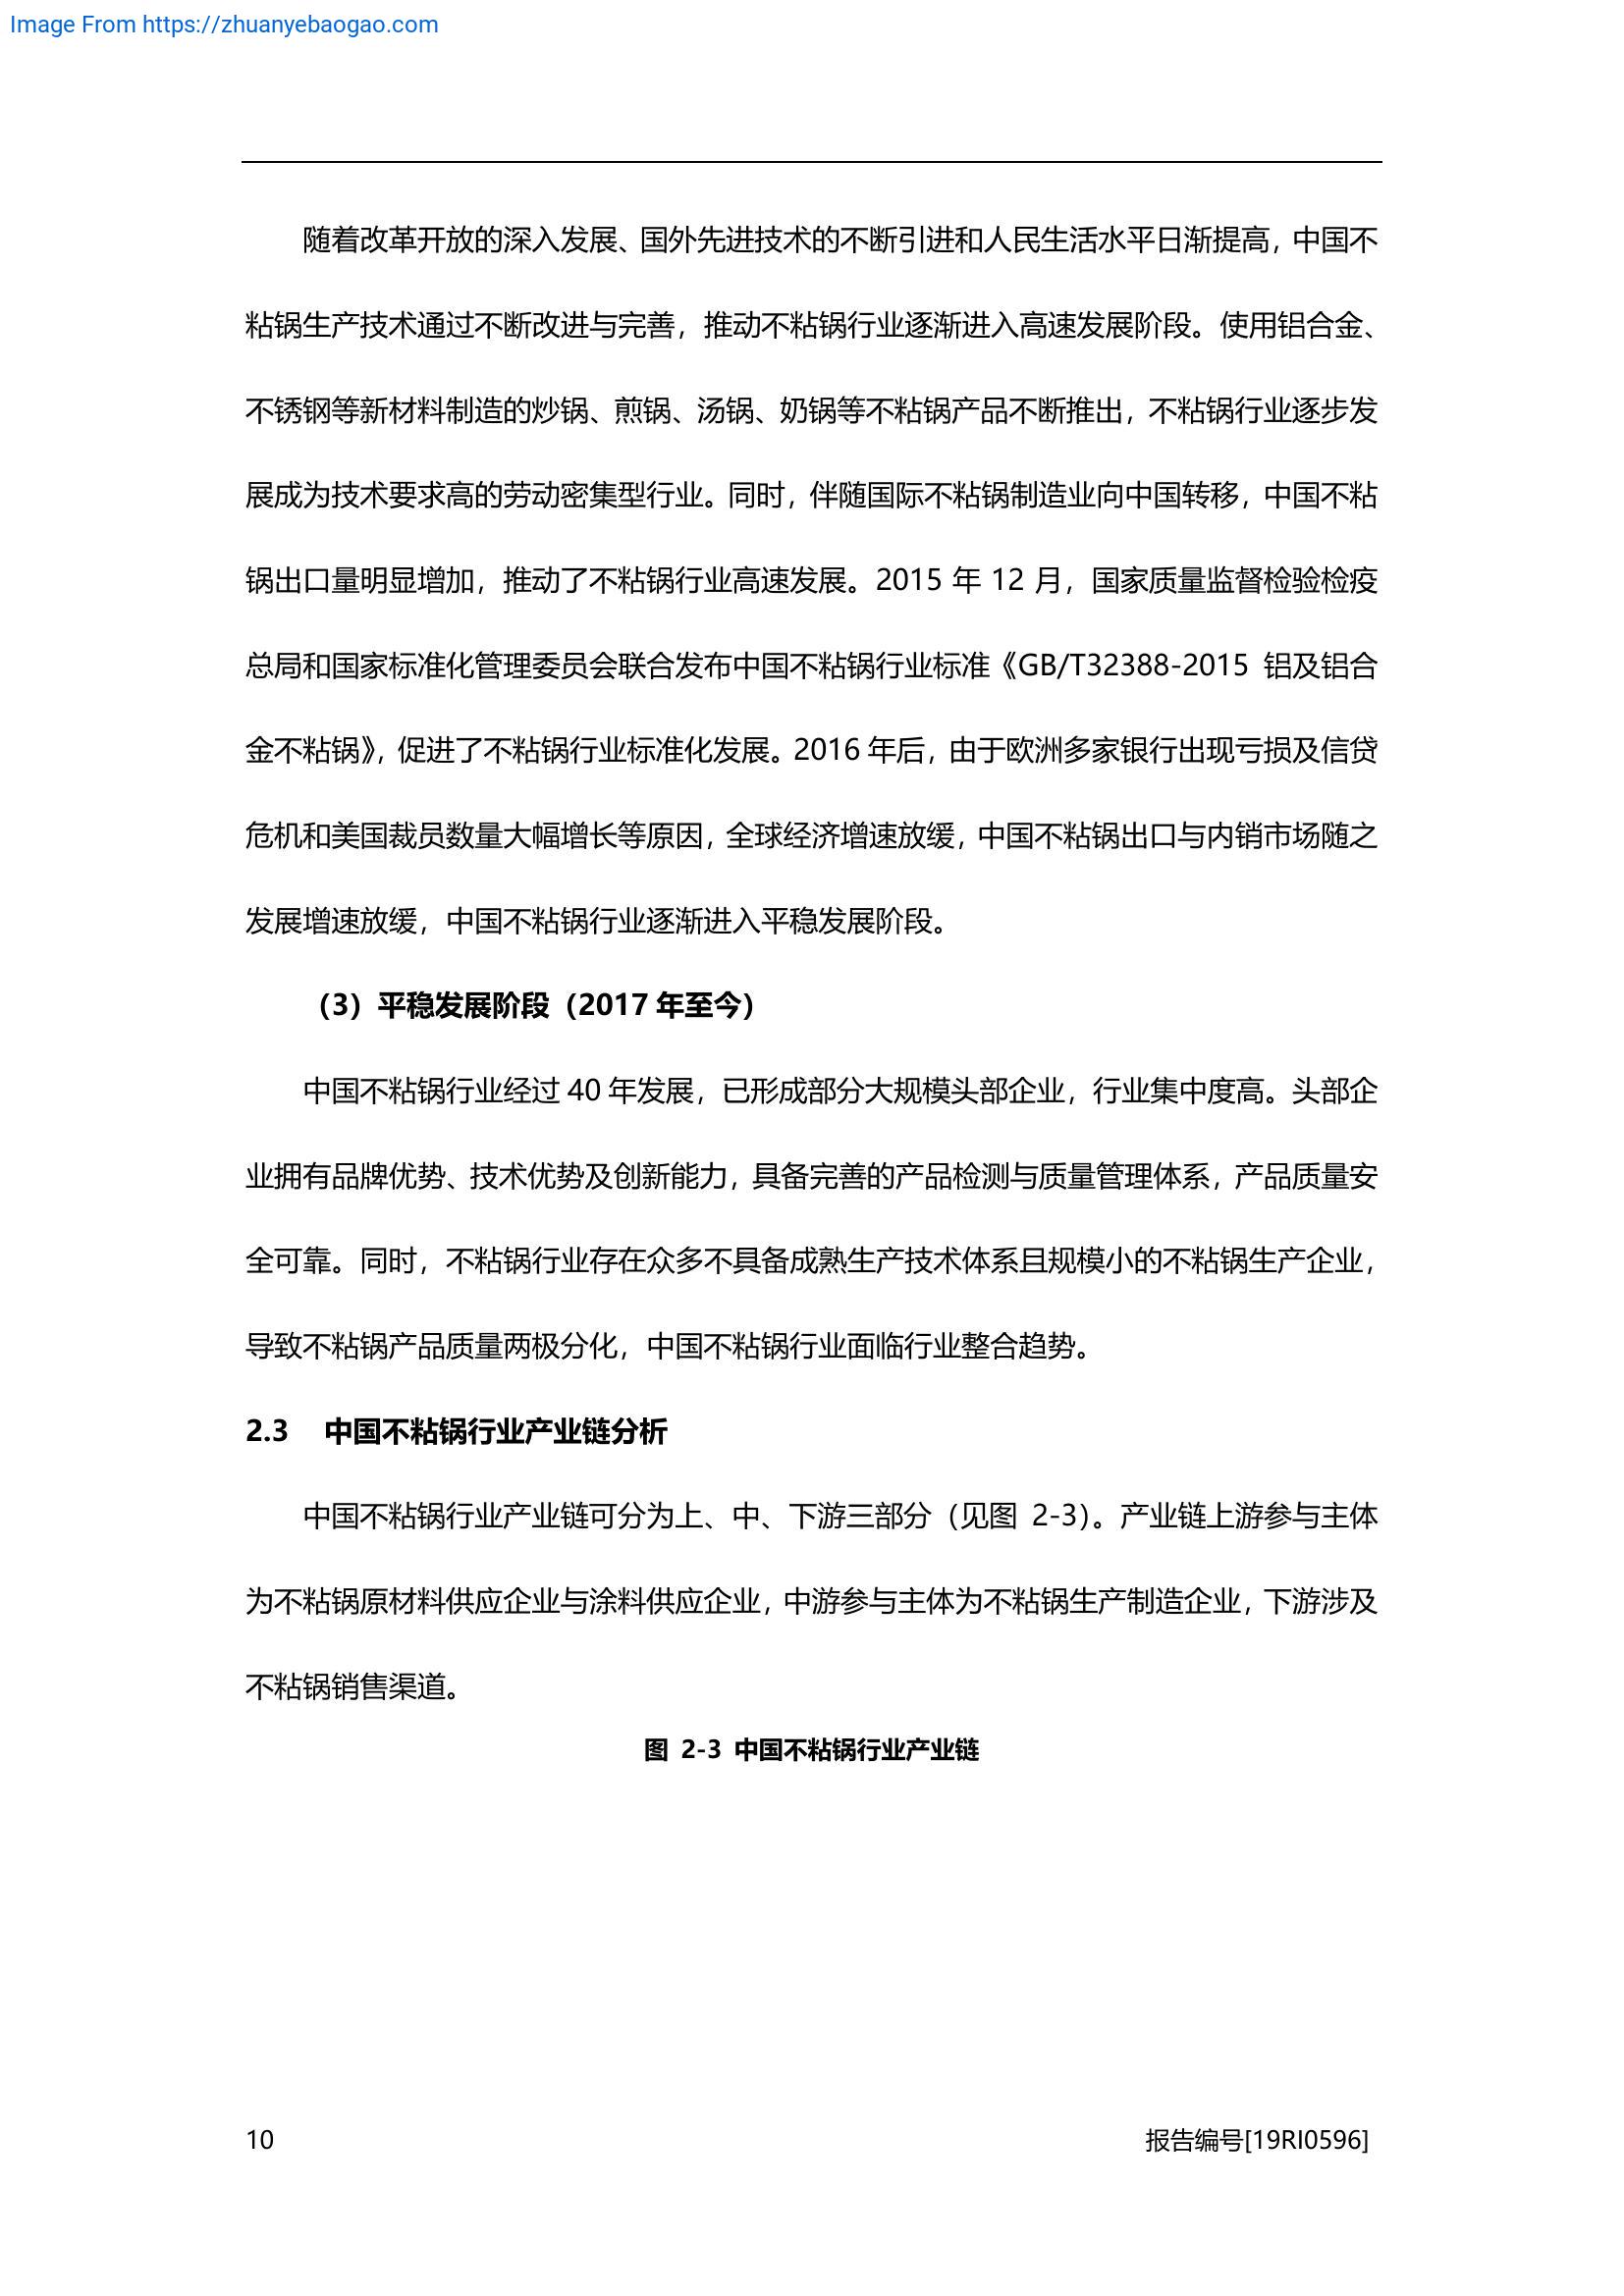 Image From https://zhuanyebaogao.com
随着改革开放的深入发展、国外先进技术的不断引进和人民生活水平日渐提高，中国不
粘锅生产技术通过不断改进与完善，推动不粘锅行业逐渐进入高速发展阶段。使用铝合金、
不锈钢等新材料制造的炒锅、煎锅、汤锅、奶锅等不粘锅产品不断推出，不粘锅行业逐步发
展成为技术要求高的劳动密集型行业。同时，伴随国际不粘锅制造业向中国转移，中国不粘
锅出口量明显增加，推动了不粘锅行业高速发展。2015 年 12 月，国家质量监督检验检疫
总局和国家标准化管理委员会联合发布中国不粘锅行业标准《GB/T32388-2015 铝及铝合
金不粘锅》，促进了不粘锅行业标准化发展。2016 年后，由于欧洲多家银行出现亏损及信贷
危机和美国裁员数量大幅增长等原因，全球经济增速放缓，中国不粘锅出口与内销市场随之
发展增速放缓，中国不粘锅行业逐渐进入平稳发展阶段。
（3）平稳发展阶段（2017 年至今）
中国不粘锅行业经过 40 年发展，已形成部分大规模头部企业，行业集中度高。头部企
业拥有品牌优势、技术优势及创新能力，具备完善的产品检测与质量管理体系，产品质量安
全可靠。同时，不粘锅行业存在众多不具备成熟生产技术体系且规模小的不粘锅生产企业，
导致不粘锅产品质量两极分化，中国不粘锅行业面临行业整合趋势。
2.3 中国不粘锅行业产业链分析
中国不粘锅行业产业链可分为上、中、下游三部分（见图 2-3）。产业链上游参与主体
为不粘锅原材料供应企业与涂料供应企业，中游参与主体为不粘锅生产制造企业，下游涉及
不粘锅销售渠道。
图 2-3 中国不粘锅行业产业链
10 报告编号[19RI0596]